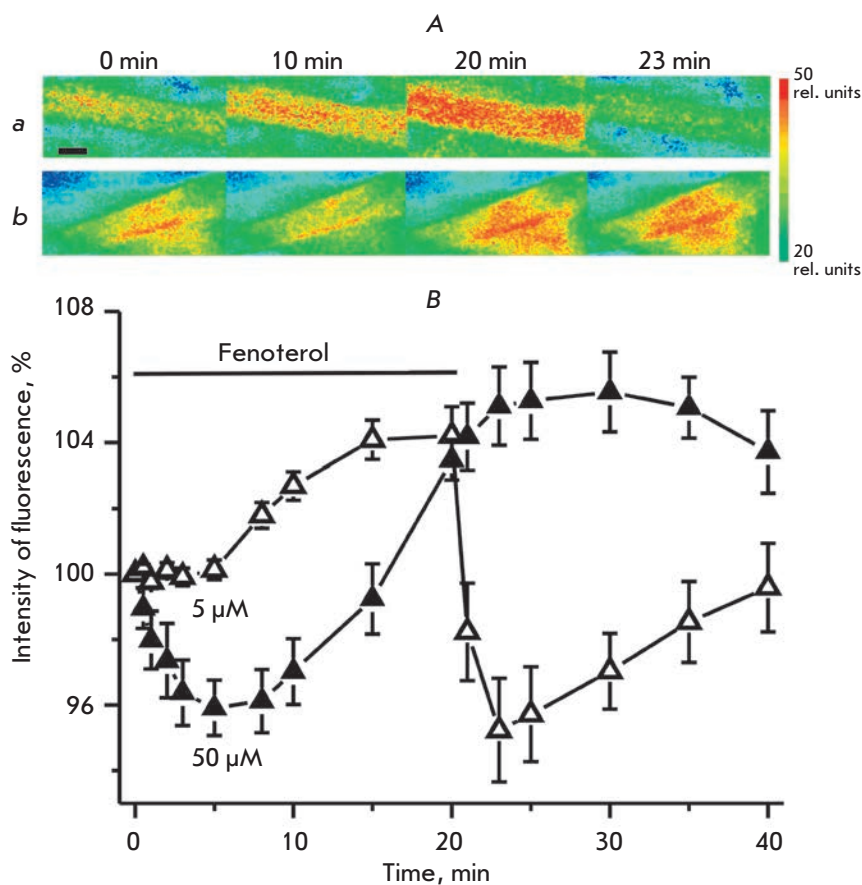 A
0 min 10 min 20 min 23 min
50
rel. units
a
b
20
rel. units
B
108
Fenoterol
104
100
5 μM
96
50 μM
Intensity of fluorescence, %
0 10 20 30 40
Time, min